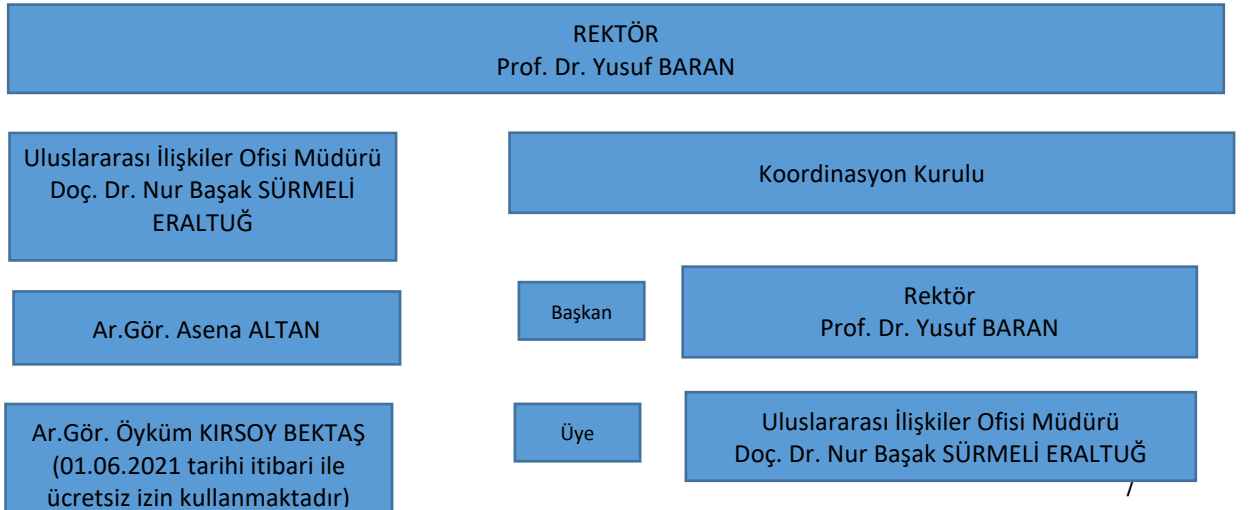 REKTÖR
Prof. Dr. Yusuf BARAN
Uluslararası İlişkiler Ofisi Müdürü
Doç. Dr. Nur Başak SÜRMELİ
ERALTUĞ
Koordinasyon Kurulu
Ar.Gör. Asena ALTAN
Başkan
Rektör
Prof. Dr. Yusuf BARAN
Ar.Gör. Öyküm KIRSOY BEKTAŞ
(01.06.2021 tarihi itibari ile
ücretsiz izin kullanmaktadır)
Üye
Uluslararası İlişkiler Ofisi Müdürü
Doç. Dr. Nur Başak SÜRMELİ ERALTUĞ
/